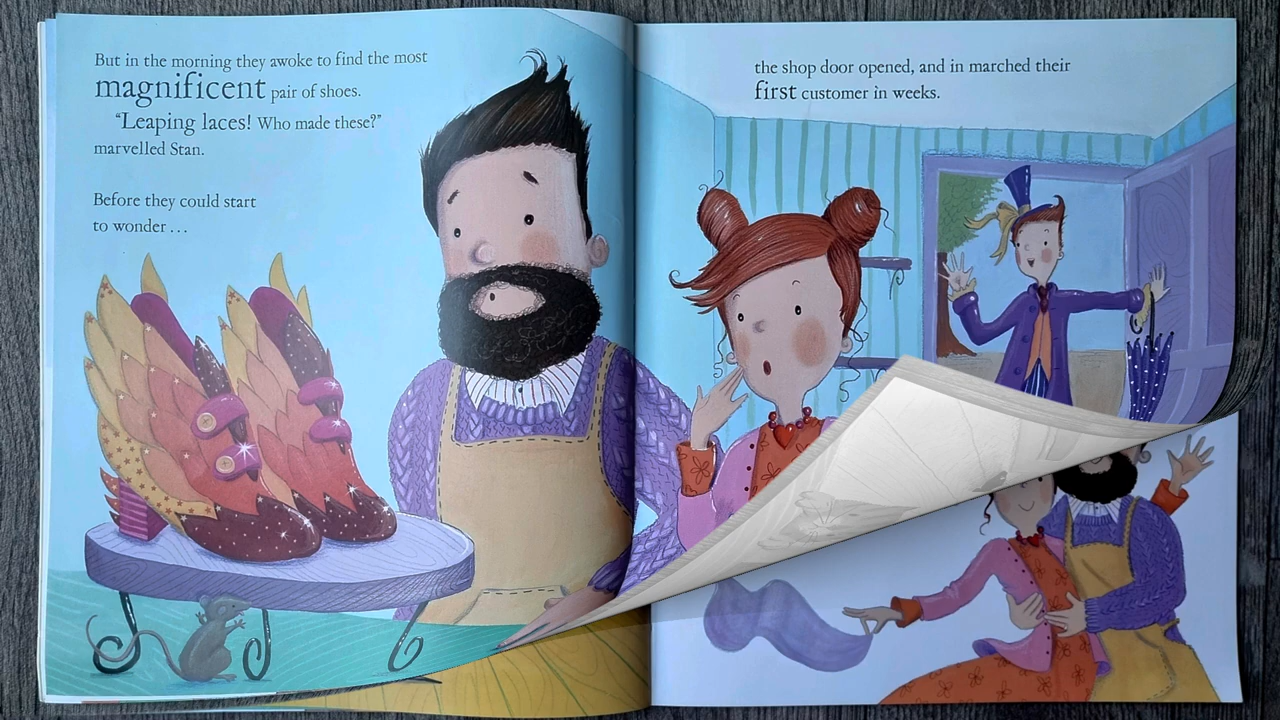 But in the morning they awoke to find the most
magnificent pair of shoes.
“Leaping laces! Who made these?”
marvelled Stan.
Before they could start
to wonder ...
the shop door opened, and in marched their
first customer in weeks.